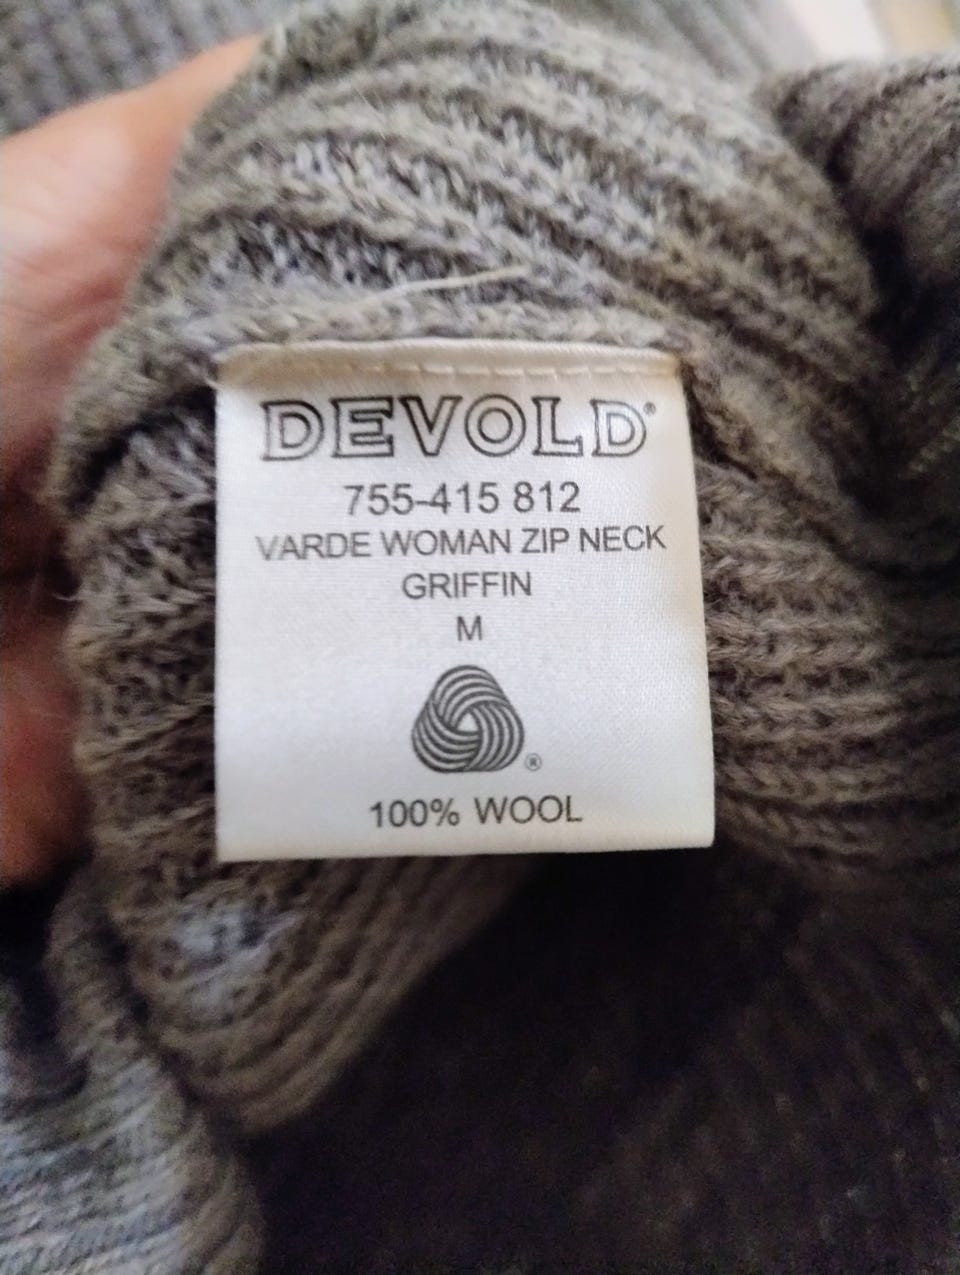 DEVOLD®
755-415 812
VARDE WOMAN ZIP NECK
GRIFFIN
M
®
100% WOOL